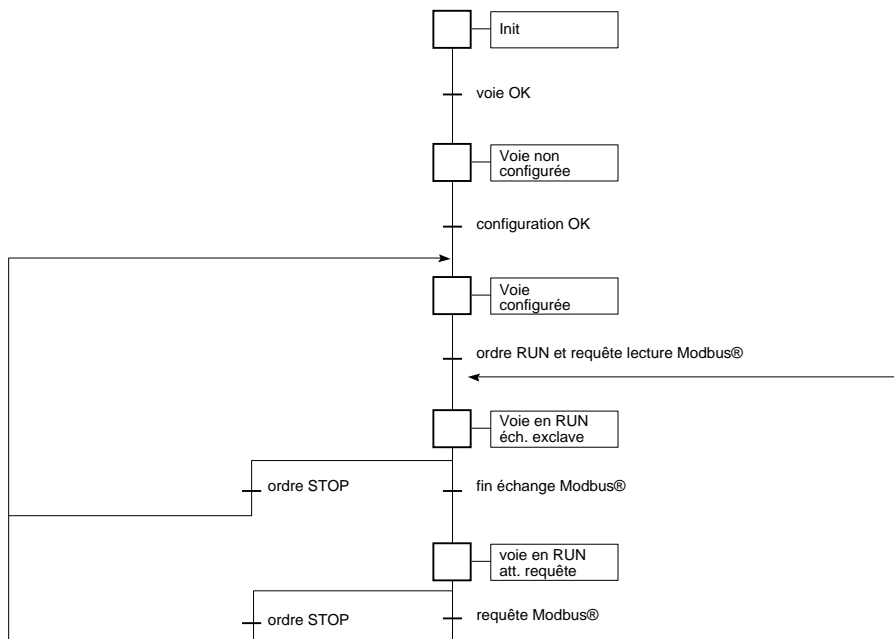 Init
voie OK
Voie non
configurée
configuration OK
Voie
configurée
ordre RUN et requête lecture Modbus®
Voie en RUN
éch. exclave
ordre STOP
fin échange Modbus®
voie en RUN
att. requête
ordre STOP
requête Modbus®